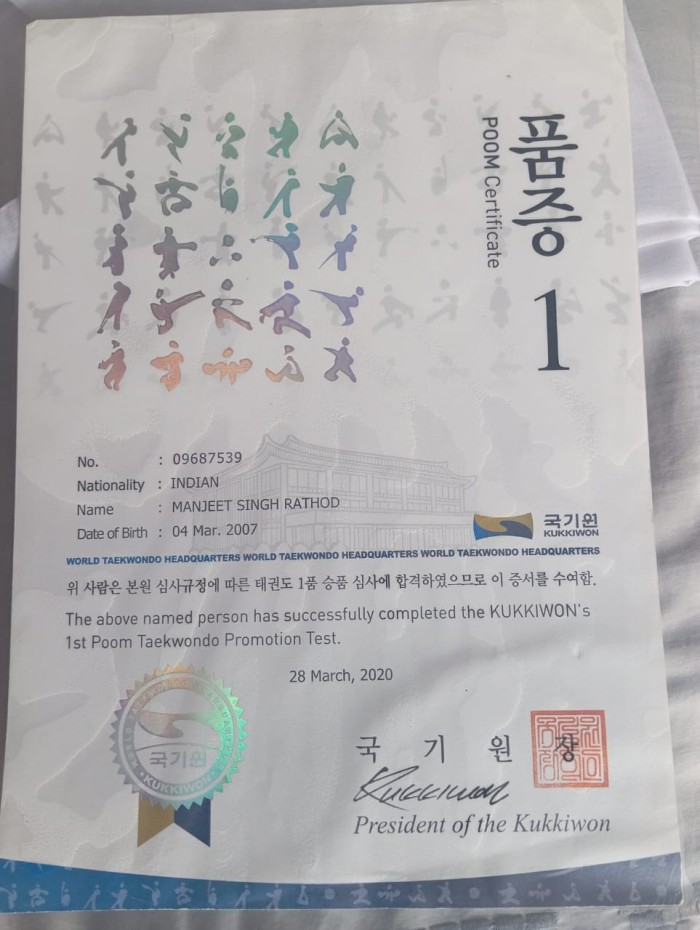 품증 1
POOM Certificate
No. : 09687539
Nationality : INDIAN
Name : MANJEET SINGH RATHOD
Date of Birth : 04 Mar. 2007
국기원
KUKKIWON
WORLD TAEKWONDO HEADQUARTERS WORLD TAEKWONDO HEADQUARTERS WORLD TAEKWONDO HEADQUARTERS
위 사람은 본원 심사규정에 따른 태권도 1품 승품 심사에 합격하였으므로 이 증서를 수여함.
The above named person has successfully completed the KUKKIWON's
1st Poom Taekwondo Promotion Test.
28 March, 2020
국기원
KUKKIWON
국 기 원 장
Kukkiwon
President of the Kukkiwon